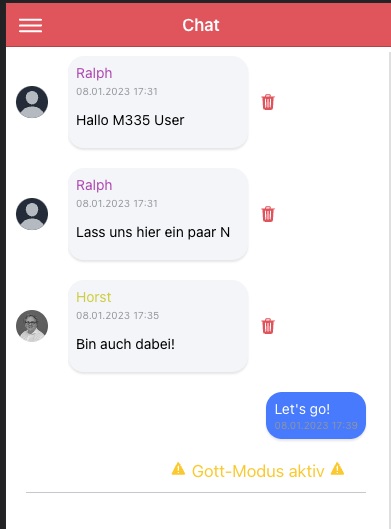 Chat
Ralph
08.01.2023 17:31
Hallo M335 User
Ralph
08.01.2023 17:31
Lass uns hier ein paar N
Horst
08.01.2023 17:35
Bin auch dabei!
Let's go!
08.01.2023 17:39
Gott-Modus aktiv